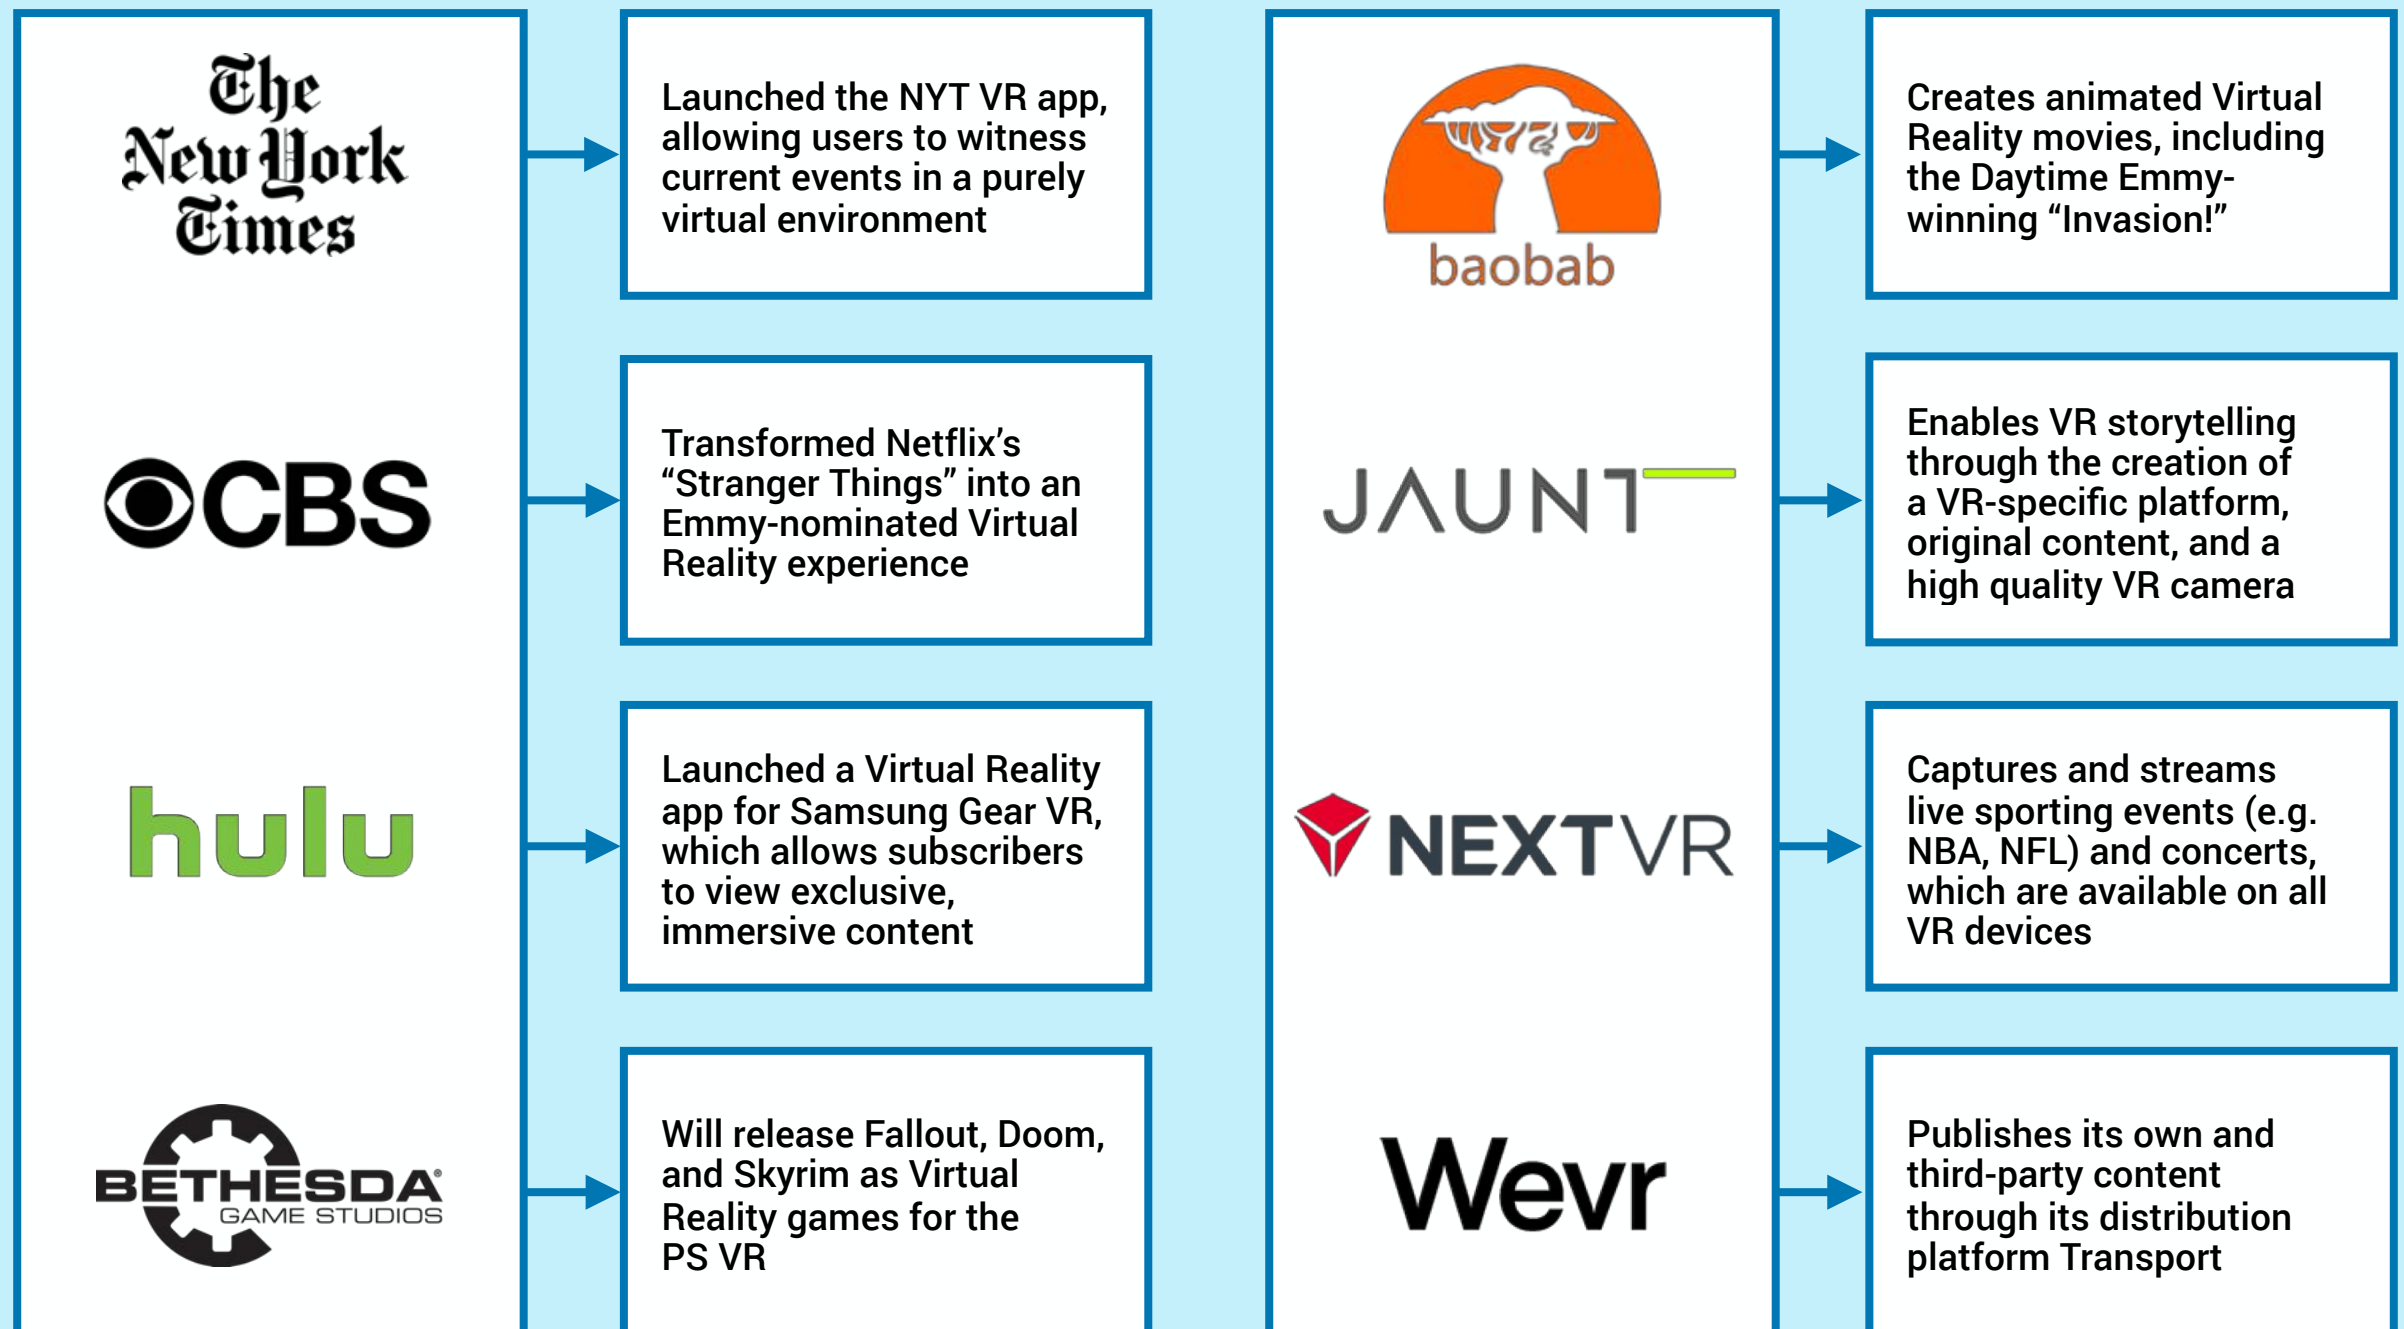 The
New York
Times
Launched the NYT VR app,
allowing users to witness
current events in a purely
virtual environment
CBS
Transformed Netflix’s
“Stranger Things” into an
Emmy-nominated Virtual
Reality experience
hulu
Launched a Virtual Reality
app for Samsung Gear VR,
which allows subscribers
to view exclusive,
immersive content
BETHESDA®
GAME STUDIOS
Will release Fallout, Doom,
and Skyrim as Virtual
Reality games for the
PS VR
baobab
Creates animated Virtual
Reality movies, including
the Daytime Emmy-
winning “Invasion!”
JAUNT
Enables VR storytelling
through the creation of
a VR-specific platform,
original content, and a
high quality VR camera
NEXTVR
Captures and streams
live sporting events (e.g.
NBA, NFL) and concerts,
which are available on all
VR devices
Wevr
Publishes its own and
third-party content
through its distribution
platform Transport